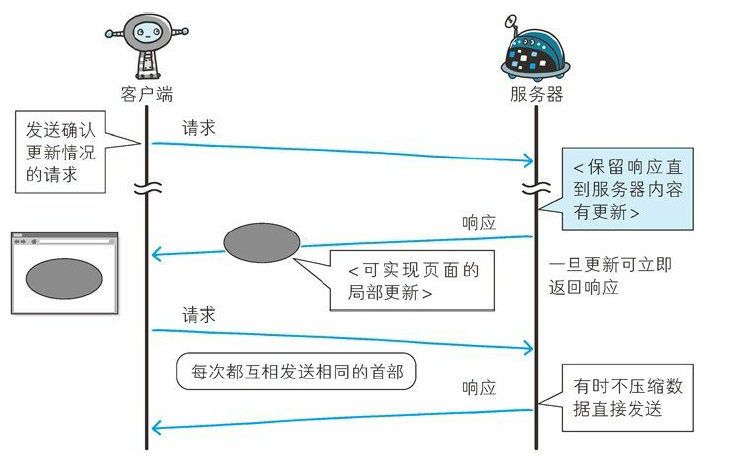 客户端
服务器
发送确认
更新情况
的请求
请求
<保留响应直
到服务器内容
有更新>
响应
<可实现页面的
局部更新>
一旦更新可立即
返回响应
请求
每次都互相发送相同的首部
响应
有时不压缩数
据直接发送